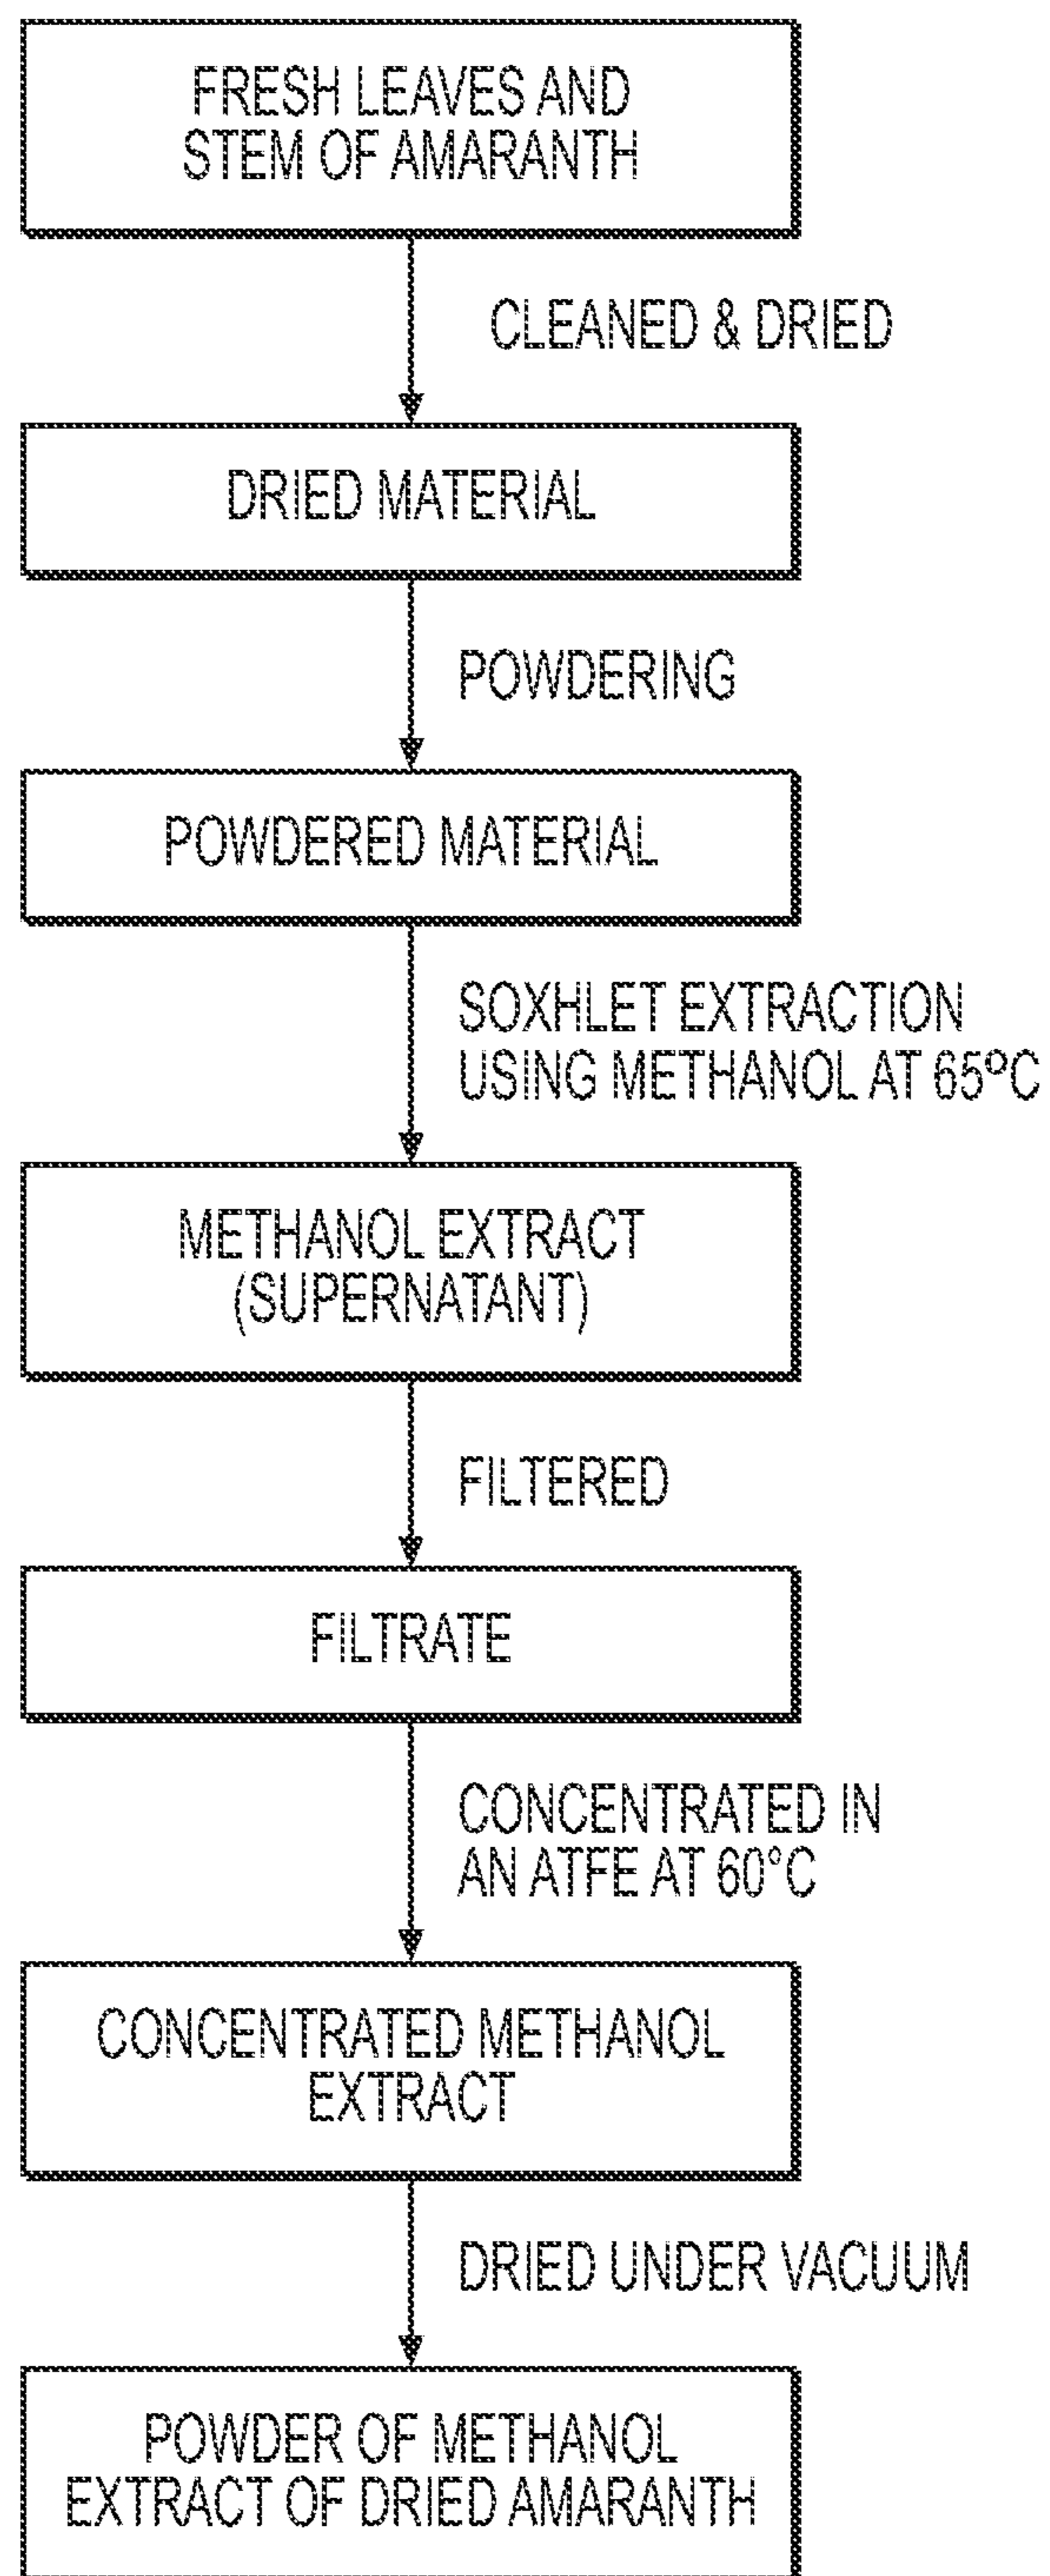 FRESH LEAVES AND
STEM OF AMARANTH
CLEANED & DRIED
DRIED MATERIAL
POWDERING
POWDERED MATERIAL
SOXHLET EXTRACTION
USING METHANOL AT 65ºC
METHANOL EXTRACT
(SUPERNATANT)
FILTERED
FILTRATE
CONCENTRATED IN
AN ATFE AT 60°C
CONCENTRATED METHANOL
EXTRACT
DRIED UNDER VACUUM
POWDER OF METHANOL
EXTRACT OF DRIED AMARANTH